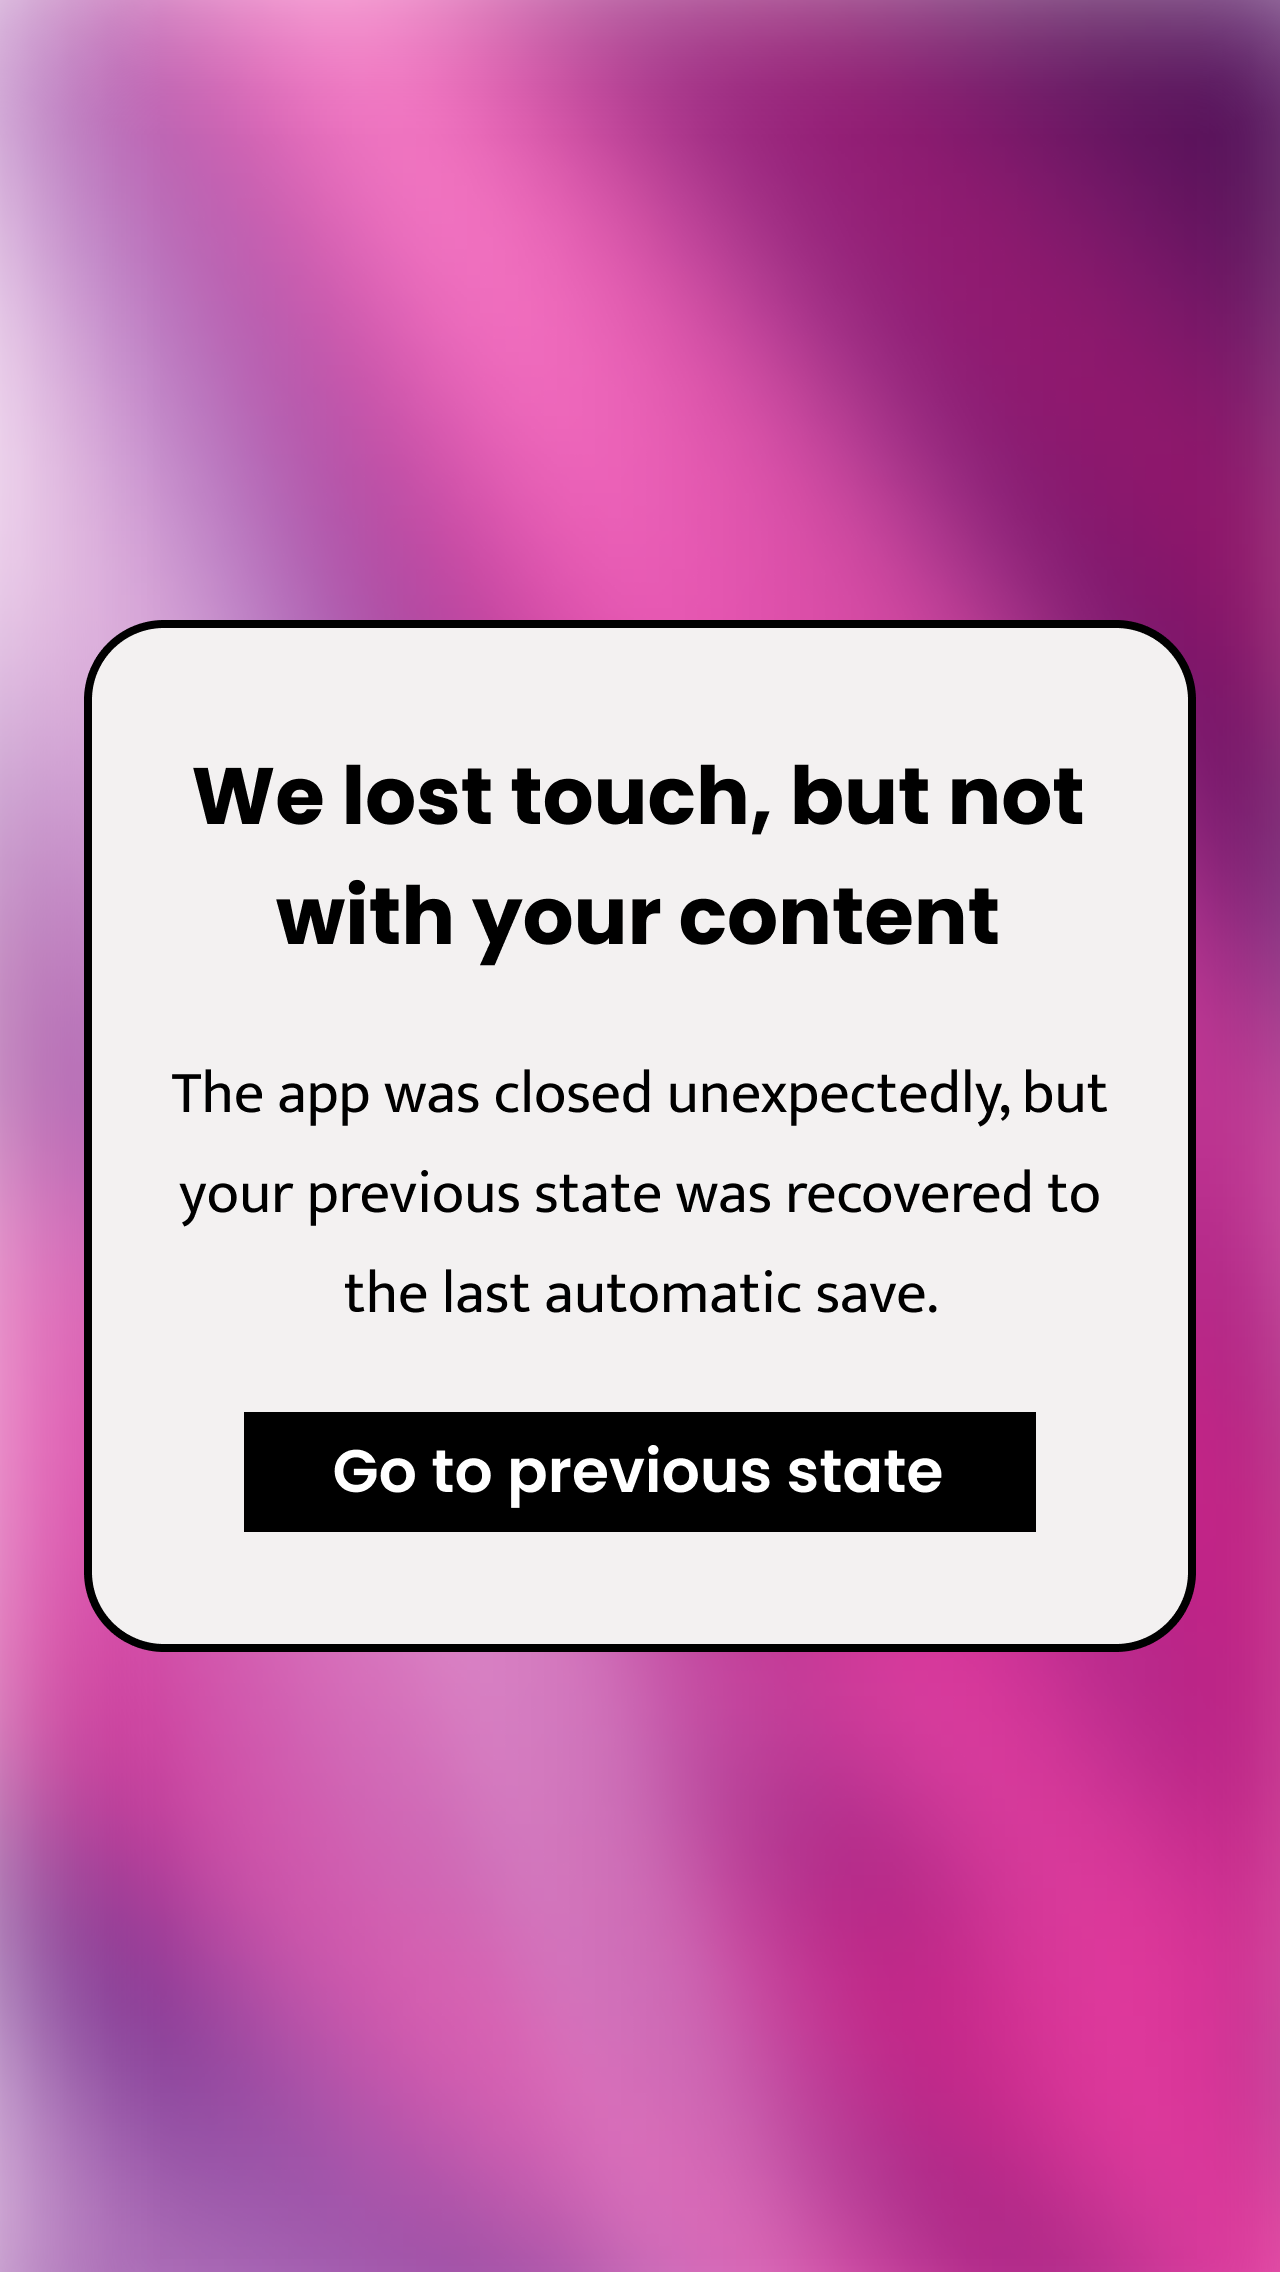 We lost touch, but not
with your content
The app was closed unexpectedly, but
your previous state was recovered to
the last automatic save.
Go to previous state